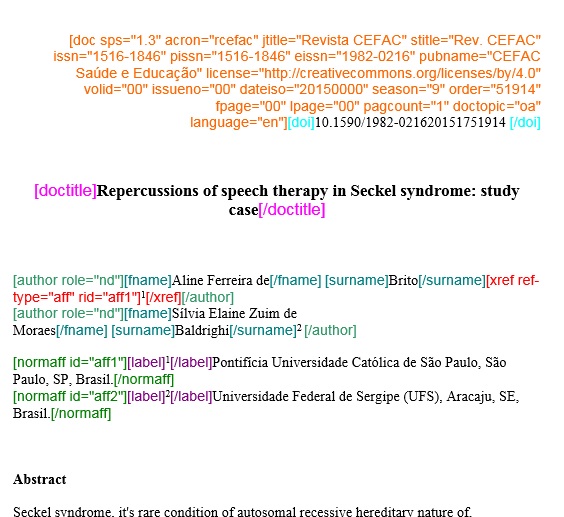 [doc sps="1.3" acron="rcefac" jtitle="Revista CEFAC" stitle="Rev. CEFAC"
issn="1516-1846" pissn="1516-1846" eissn="1982-0216" pubname="CEFAC
Saúde e Educação" license="http://creativecommons.org/licenses/by/4.0"
volid="00" issueno="00" dateiso="20150000" season="9" order="51914"
fpage="00" lpage="00" pagcount="1" doctopic="oa"
language="en"][doi]10.1590/1982-021620151751914 [/doi]
[doctitle]Repercussions of speech therapy in Seckel syndrome: study
case[/doctitle]
[author role="nd"][fname]Aline Ferreira de[/fname] [surname]Brito[/surname][xref ref-
type="aff" rid="aff1"]¹[/xref][/author]
[author role="nd"][fname]Sílvia Elaine Zuim de
Moraes[/fname] [surname]Baldrighi[/surname]² [/author]
[normaff id="aff1"][label]¹[/label]Pontifícia Universidade Católica de São Paulo, São
Paulo, SP, Brasil.[/normaff]
[normaff id="aff2"][label]²[/label]Universidade Federal de Sergipe (UFS), Aracaju, SE,
Brasil.[/normaff]
Abstract
Seckel syndrome, it's rare condition of autosomal recessive hereditary nature of.